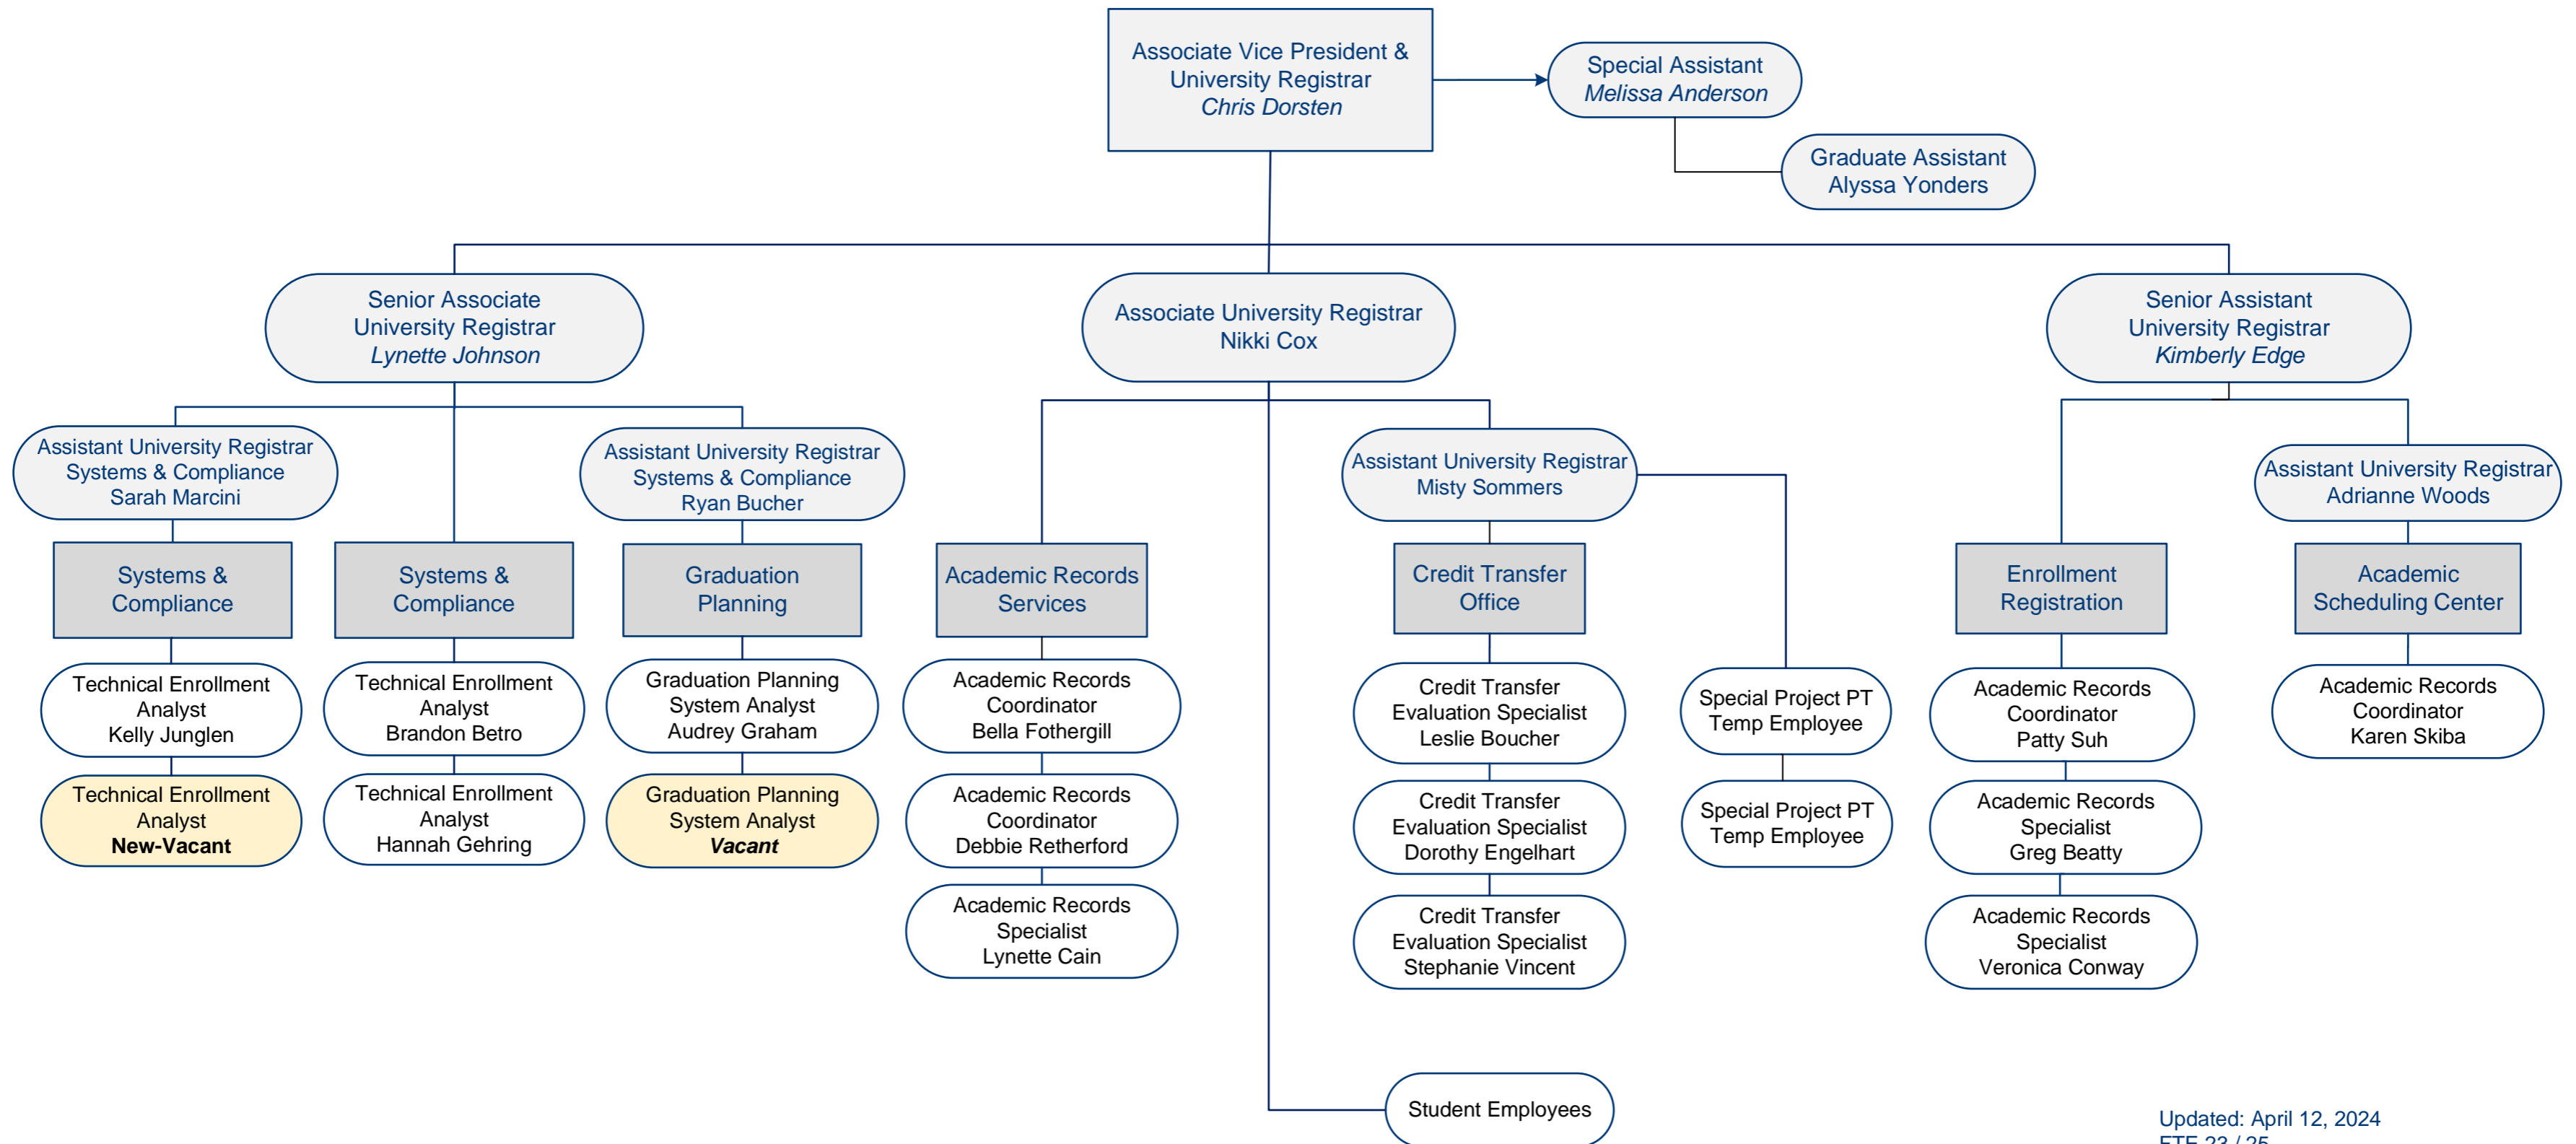 Associate Vice President &
University Registrar
Chris Dorsten
Special Assistant
Melissa Anderson
Graduate Assistant
Alyssa Yonders
Senior Associate
University Registrar
Lynette Johnson
Associate University Registrar
Nikki Cox
Senior Assistant
University Registrar
Kimberly Edge
Assistant University Registrar
Systems & Compliance
Sarah Marcini
Assistant University Registrar
Systems & Compliance
Ryan Bucher
Assistant University Registrar
Misty Sommers
Assistant University Registrar
Adrianne Woods
Systems &
Compliance
Systems &
Compliance
Graduation
Planning
Academic Records
Services
Credit Transfer
Office
Enrollment
Registration
Academic
Scheduling Center
Technical Enrollment
Analyst
Kelly Junglen
Technical Enrollment
Analyst
Brandon Betro
Graduation Planning
System Analyst
Audrey Graham
Academic Records
Coordinator
Bella Fothergill
Credit Transfer
Evaluation Specialist
Leslie Boucher
Special Project PT
Temp Employee
Academic Records
Coordinator
Patty Suh
Academic Records
Coordinator
Karen Skiba
Technical Enrollment
Analyst
New-Vacant
Technical Enrollment
Analyst
Hannah Gehring
Graduation Planning
System Analyst
Vacant
Academic Records
Coordinator
Debbie Retherford
Credit Transfer
Evaluation Specialist
Dorothy Engelhart
Special Project PT
Temp Employee
Academic Records
Specialist
Greg Beatty
Academic Records
Specialist
Lynette Cain
Credit Transfer
Evaluation Specialist
Stephanie Vincent
Academic Records
Specialist
Veronica Conway
Student Employees
Updated: April 12, 2024
FTE 23 / 25